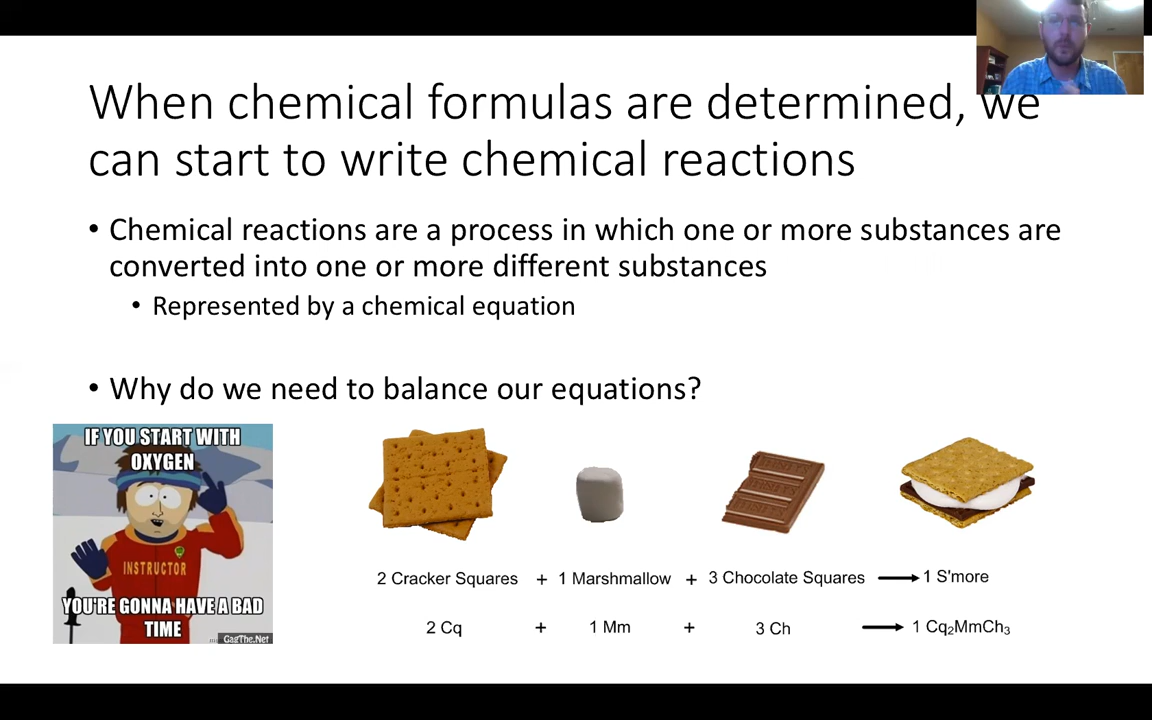 When chemical formulas are determined, we
can start to write chemical reactions
• Chemical reactions are a process in which one or more substances are
converted into one or more different substances
• Represented by a chemical equation
• Why do we need to balance our equations?
IF YOU START WITH
OXYGEN
INSTRUCTOR
YOU'RE GONNA HAVE A BAD
TIME
GagThe.Net
2 Cracker Squares + 1 Marshmallow + 3 Chocolate Squares → 1 S'more
2 Cq + 1 Mm + 3 Ch → 1 Cq₂MmCh₃